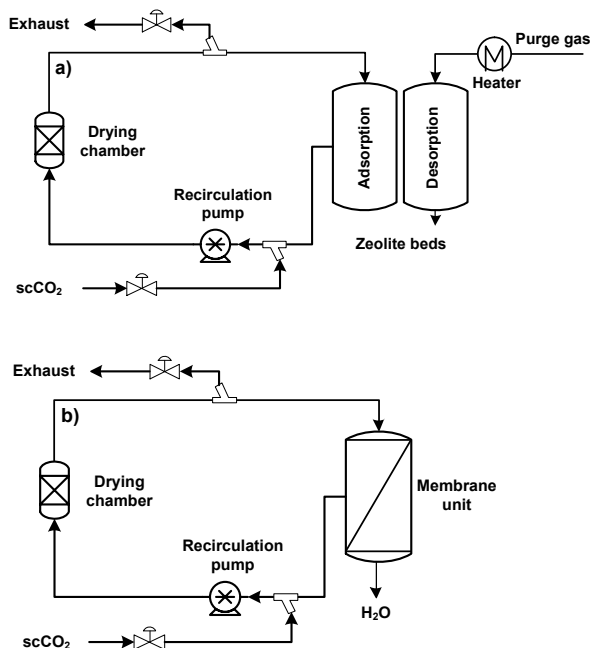 Exhaust
a)
Purge gas
Heater
Drying
chamber
Adsorption
Desorption
Recirculation
pump
Zeolite beds
scCO₂
Exhaust
b)
Drying
chamber
Membrane
unit
Recirculation
pump
H₂O
scCO₂